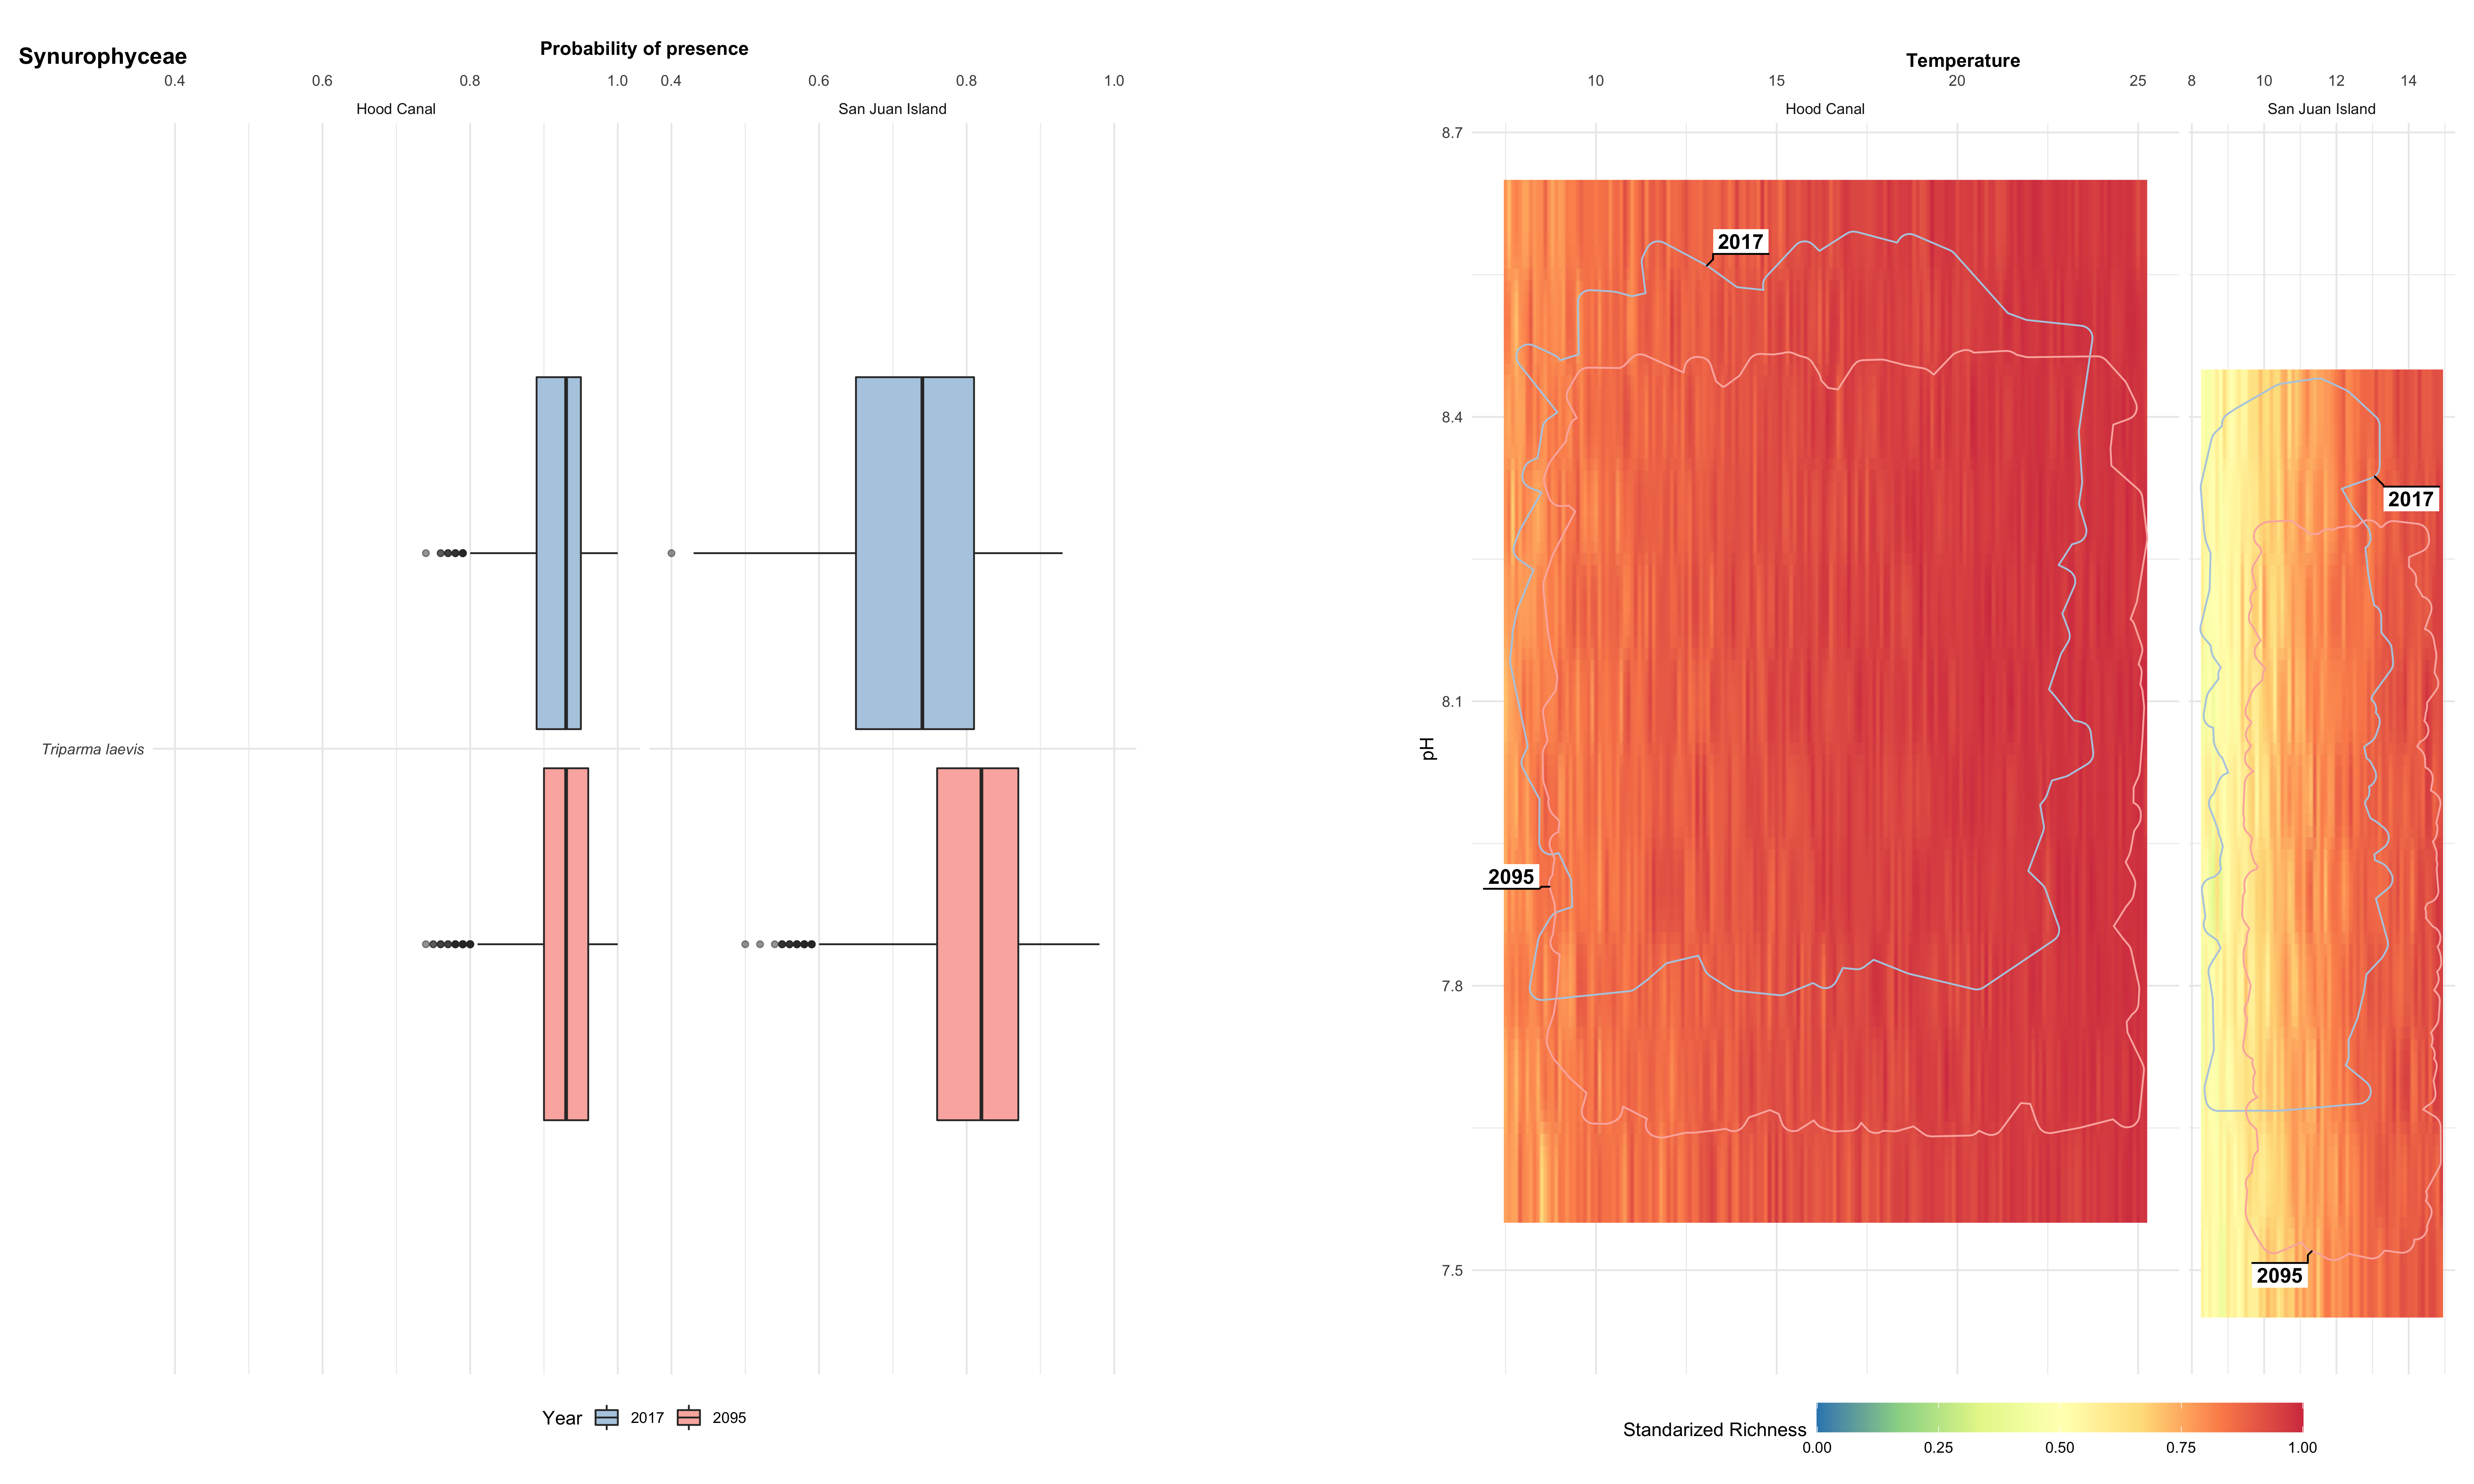 Synurophyceae
Probability of presence
0.4 0.6 0.8 1.0 0.4 0.6 0.8 1.0
Hood Canal San Juan Island
Triparma laevis
Year 2017 2095
Temperature
10 15 20 25 8 10 12 14
Hood Canal San Juan Island
8.7
8.4
8.1
7.8
7.5
pH
2017
2017
2095
2095
Standarized Richness
0.00 0.25 0.50 0.75 1.00